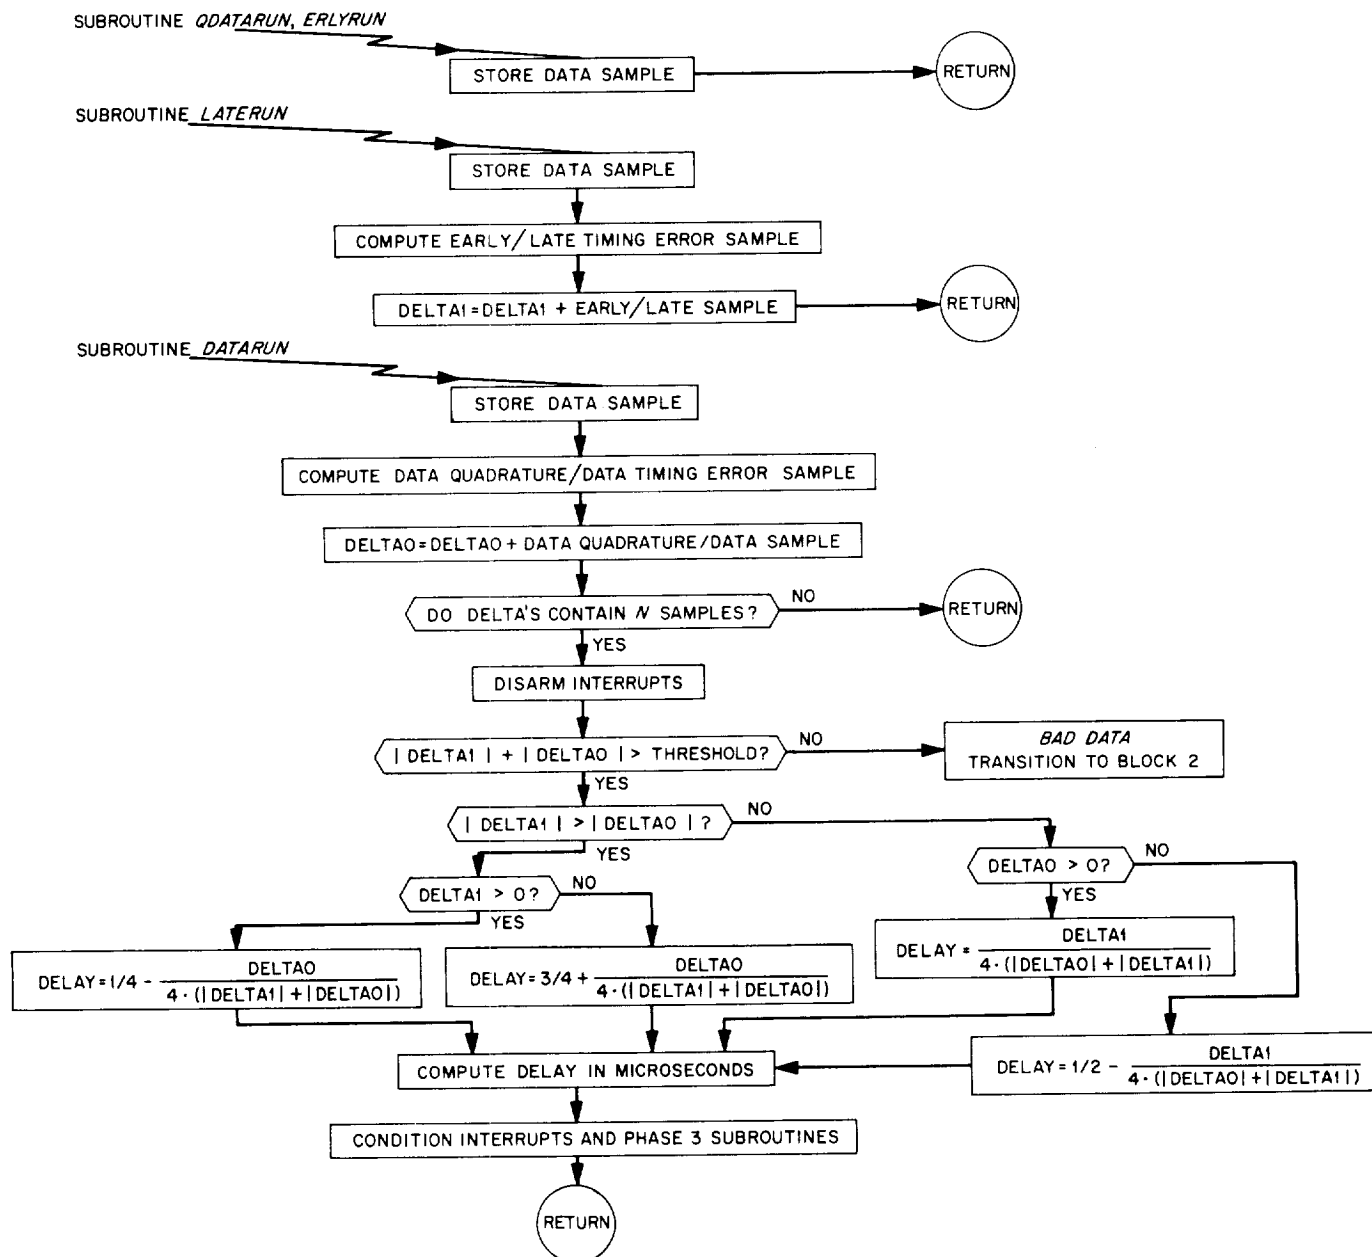 SUBROUTINE QDATARUN, ERLYRUN
STORE DATA SAMPLE
RETURN
SUBROUTINE LATERUN
STORE DATA SAMPLE
COMPUTE EARLY/LATE TIMING ERROR SAMPLE
DELTA1=DELTA1 + EARLY/LATE SAMPLE
RETURN
SUBROUTINE DATARUN
STORE DATA SAMPLE
COMPUTE DATA QUADRATURE/DATA TIMING ERROR SAMPLE
DELTA0=DELTA0 + DATA QUADRATURE/DATA SAMPLE
DO DELTA'S CONTAIN N SAMPLES?
NO
RETURN
YES
DISARM INTERRUPTS
| DELTA1 | + | DELTA0 | > THRESHOLD?
NO
BAD DATA
TRANSITION TO BLOCK 2
YES
| DELTA1 | > | DELTA0 | ?
NO
YES
DELTA1 > 0?
NO
YES
DELTA0 > 0?
NO
YES
DELAY=1/4 - DELTA0
4·(|DELTA1|+|DELTA0|)
DELAY=3/4 + DELTA0
4·(|DELTA1|+|DELTA0|)
DELAY= DELTA1
4·(|DELTA0|+|DELTA1|)
DELAY=1/2 - DELTA1
4·(|DELTA0|+|DELTA1|)
COMPUTE DELAY IN MICROSECONDS
CONDITION INTERRUPTS AND PHASE 3 SUBROUTINES
RETURN